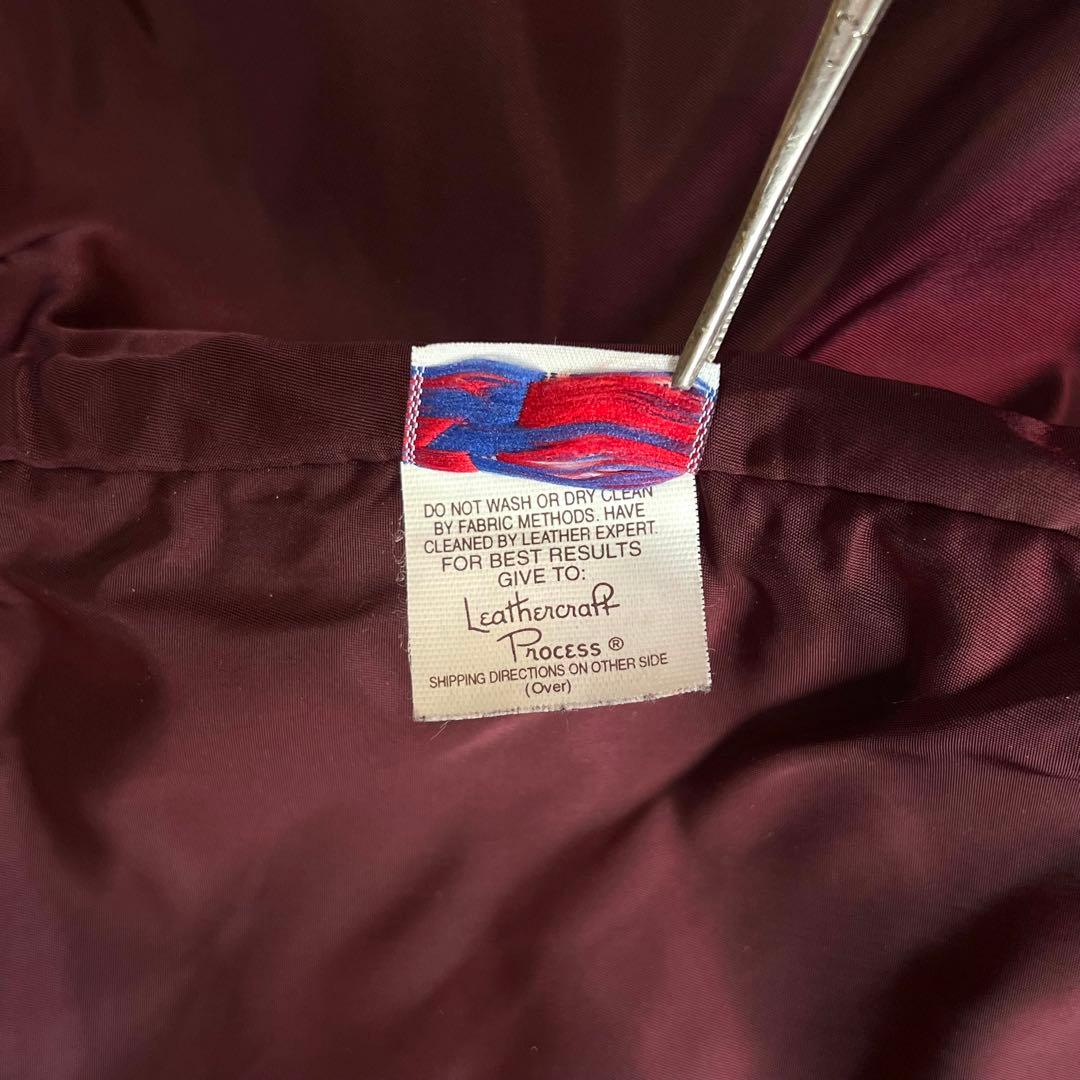 DO NOT WASH OR DRY CLEAN
BY FABRIC METHODS. HAVE
CLEANED BY LEATHER EXPERT.
FOR BEST RESULTS
GIVE TO:
Leathercraft
Process ®
SHIPPING DIRECTIONS ON OTHER SIDE
(Over)